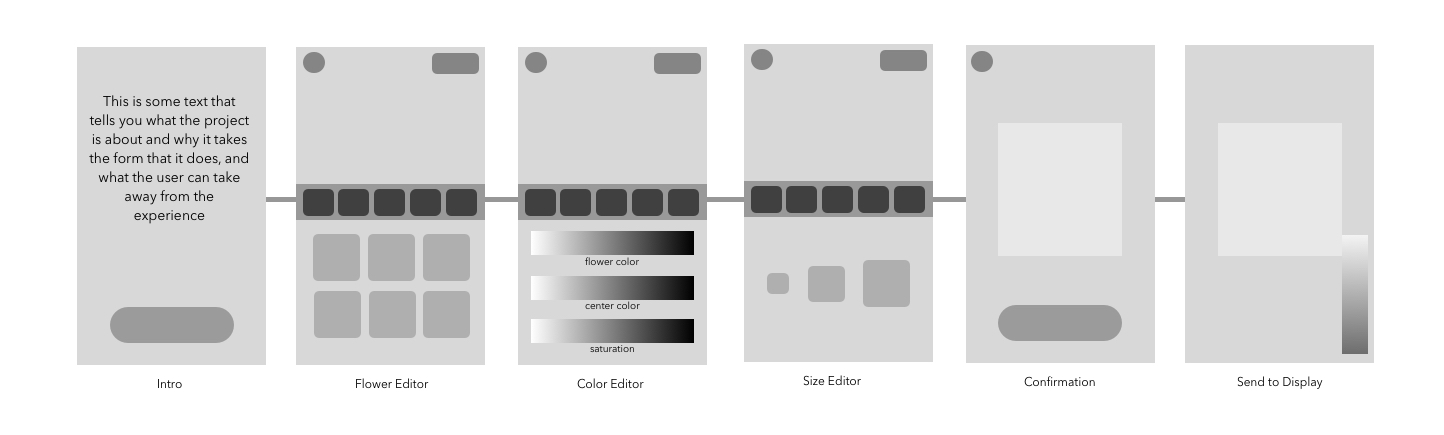 This is some text that
tells you what the project
is about and why it takes
the form that it does, and
what the user can take
away from the
experience
flower color
center color
saturation
Intro
Flower Editor
Color Editor
Size Editor
Confirmation
Send to Display